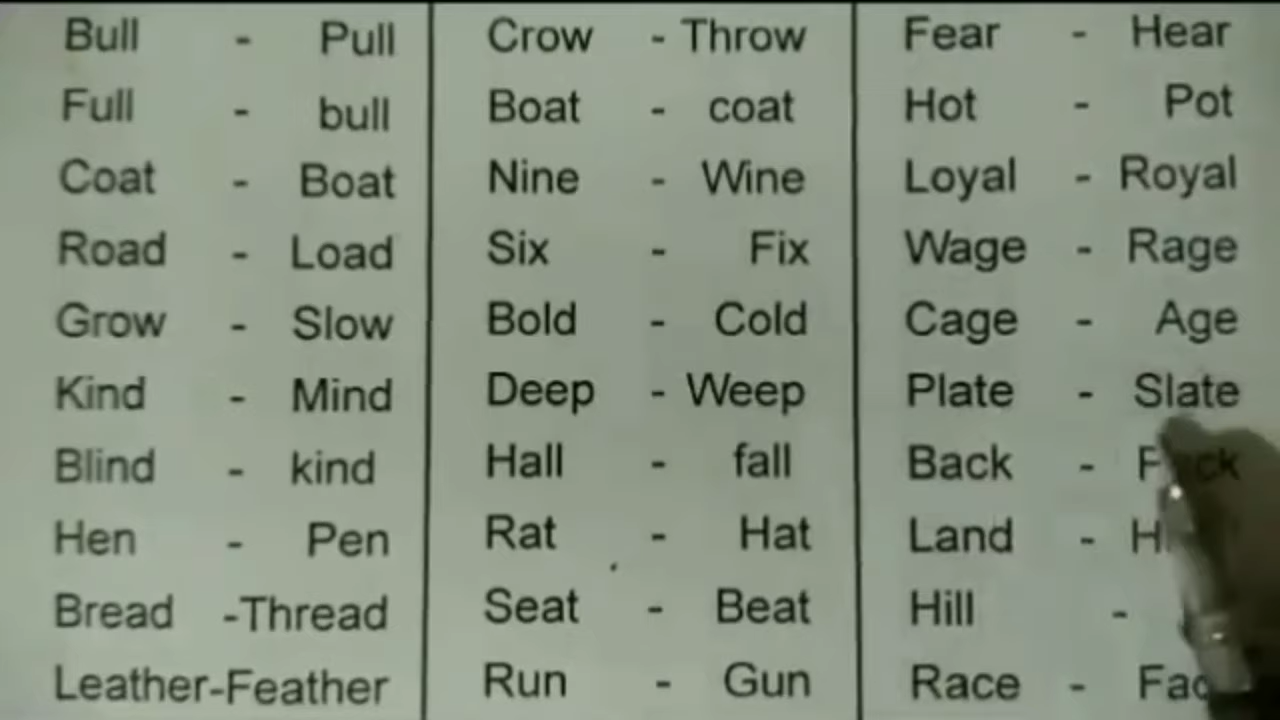 Bull - Pull
Full - bull
Coat - Boat
Road - Load
Grow - Slow
Kind - Mind
Blind - kind
Hen - Pen
Bread -Thread
Leather-Feather
Crow - Throw
Boat - coat
Nine - Wine
Six - Fix
Bold - Cold
Deep - Weep
Hall - fall
Rat - Hat
Seat - Beat
Run - Gun
Fear - Hear
Hot - Pot
Loyal - Royal
Wage - Rage
Cage - Age
Plate - Slate
Back -
Land -
Hill -
Race -